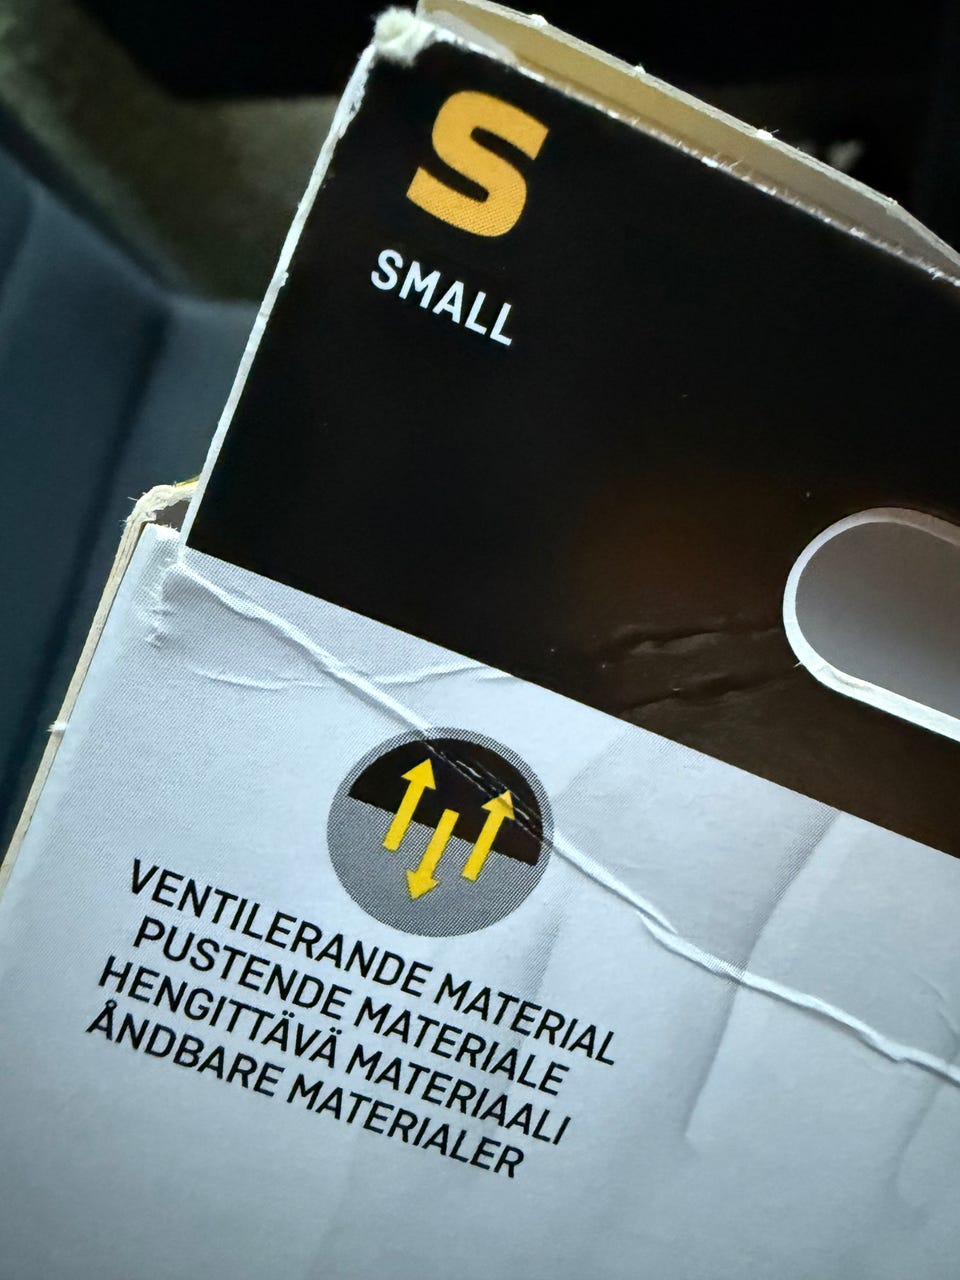 S
SMALL
VENTILERANDE MATERIAL
PUSTENDE MATERIALE
HENGITTÄVÄ MATERIAALI
ÅNDBARE MATERIALER